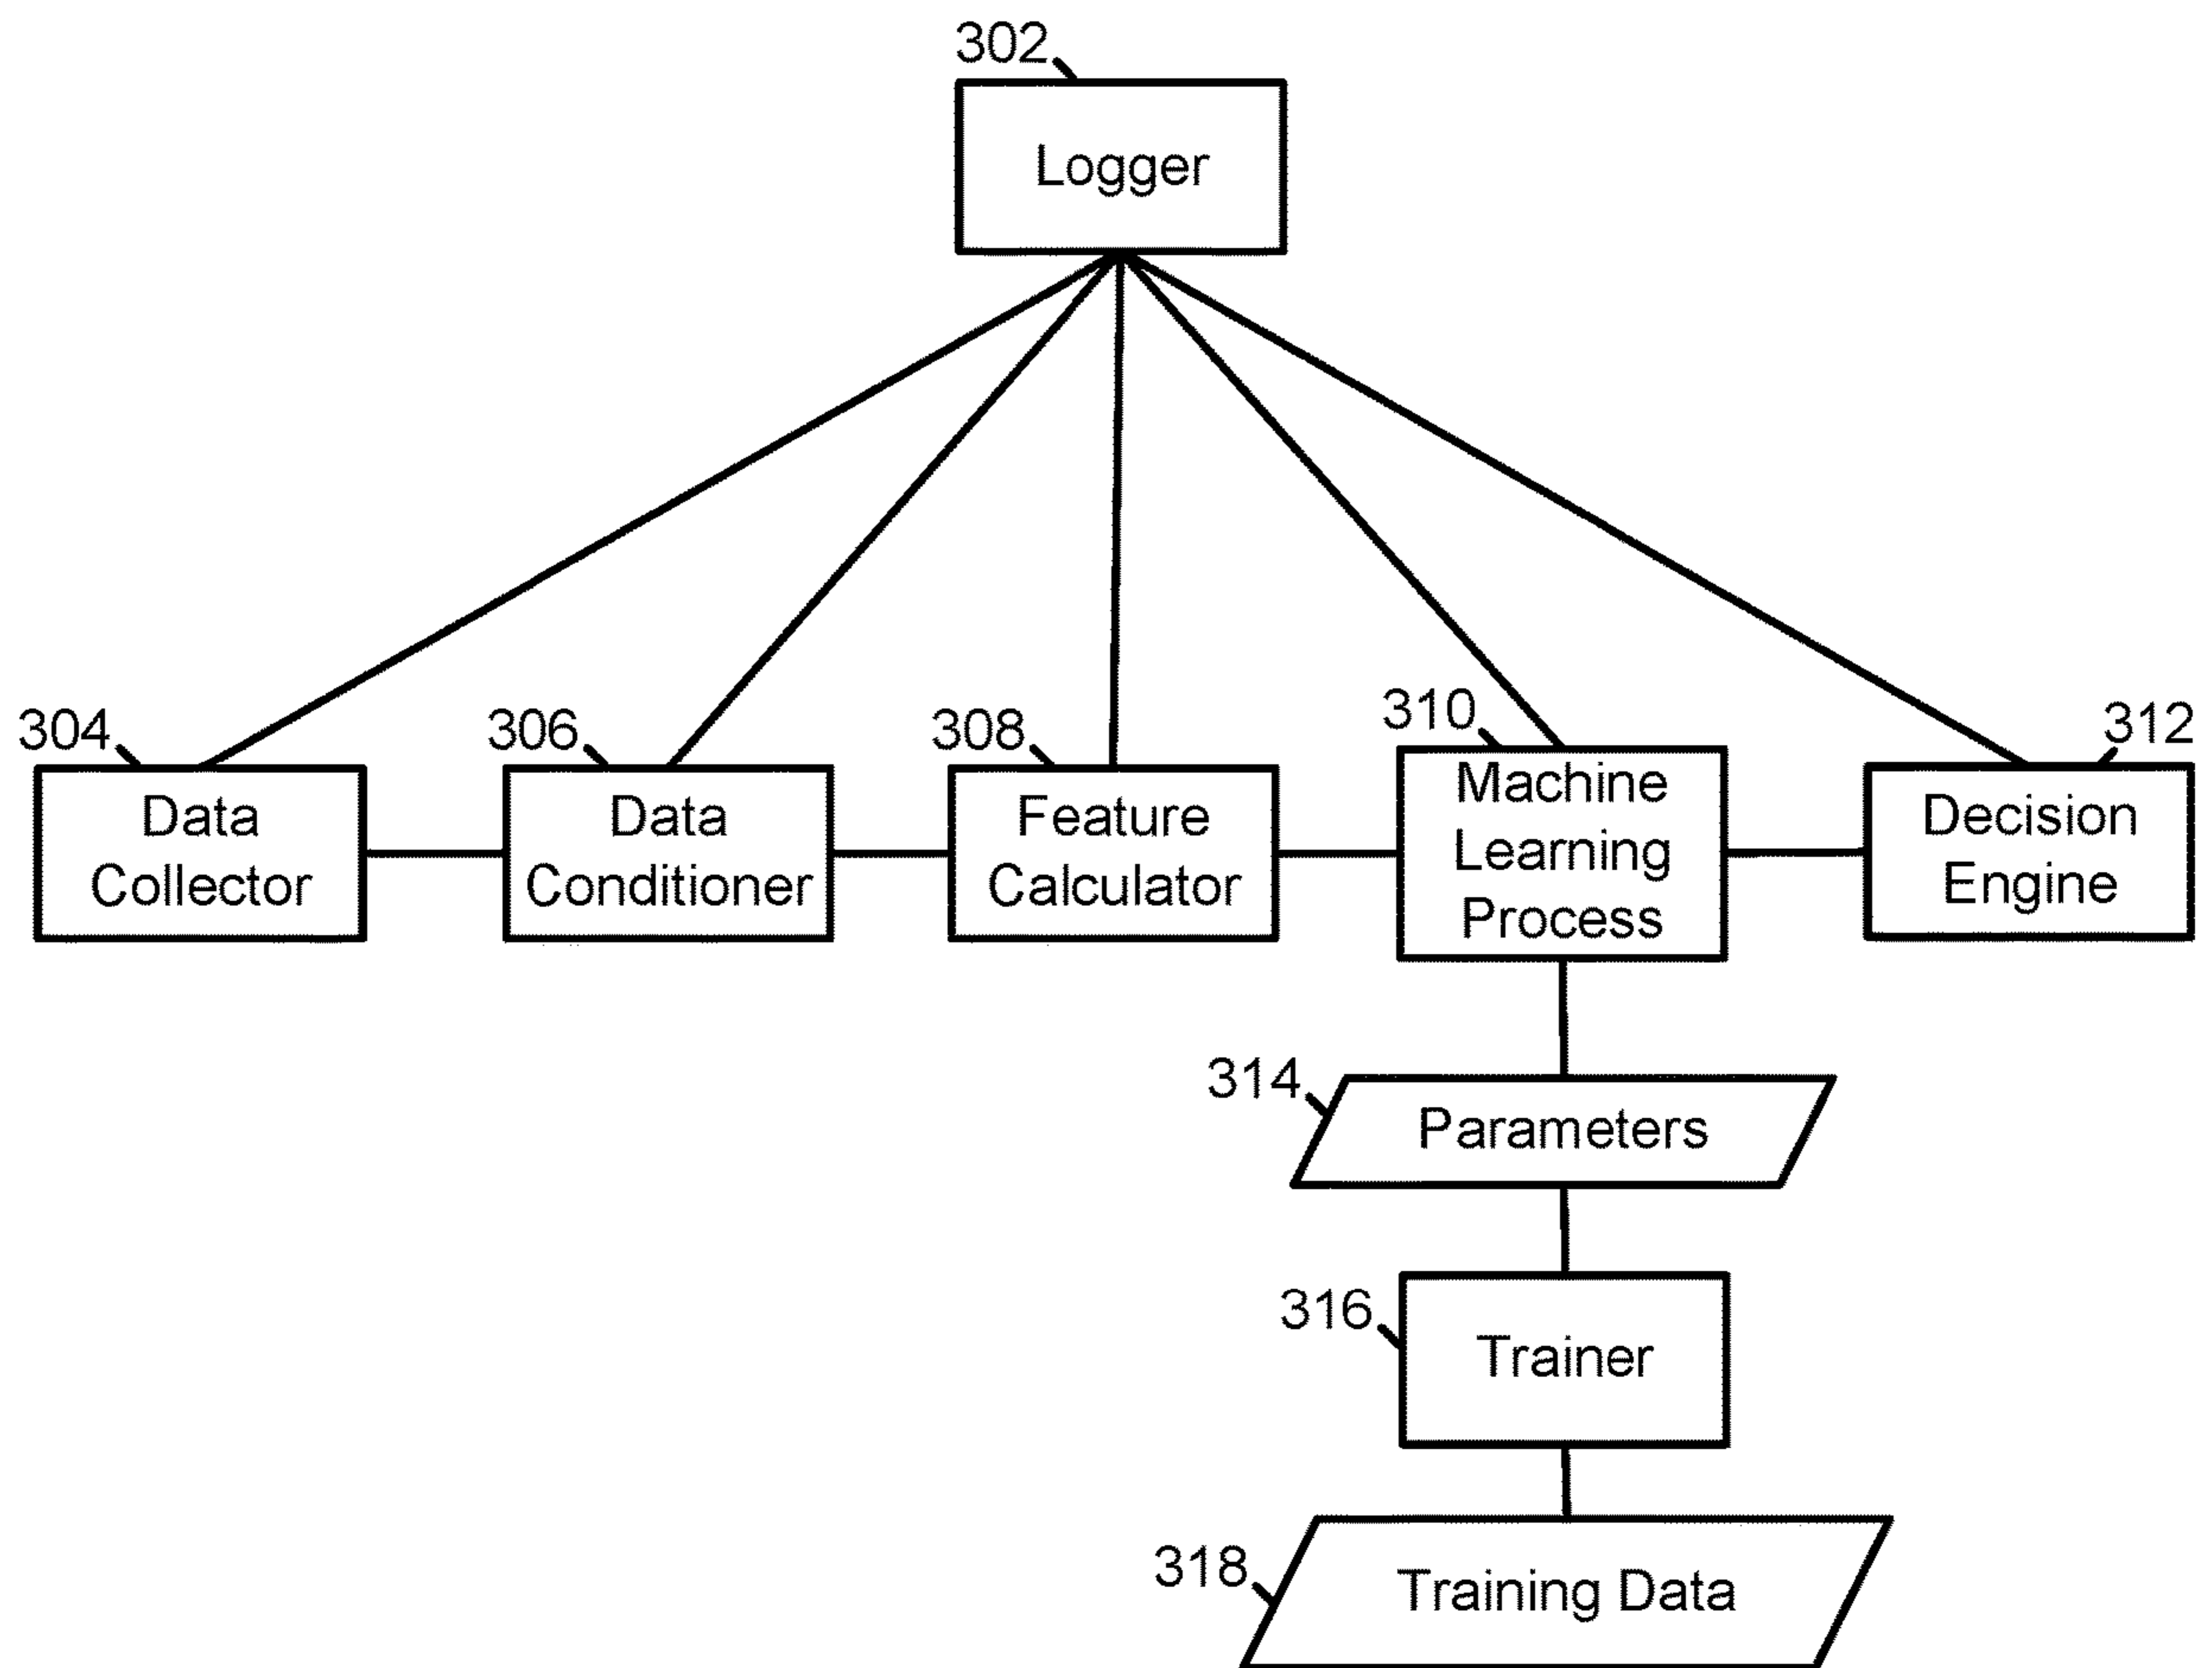 302
Logger
304
Data
Collector
306
Data
Conditioner
308
Feature
Calculator
310
Machine
Learning
Process
312
Decision
Engine
314
Parameters
316
Trainer
318
Training Data